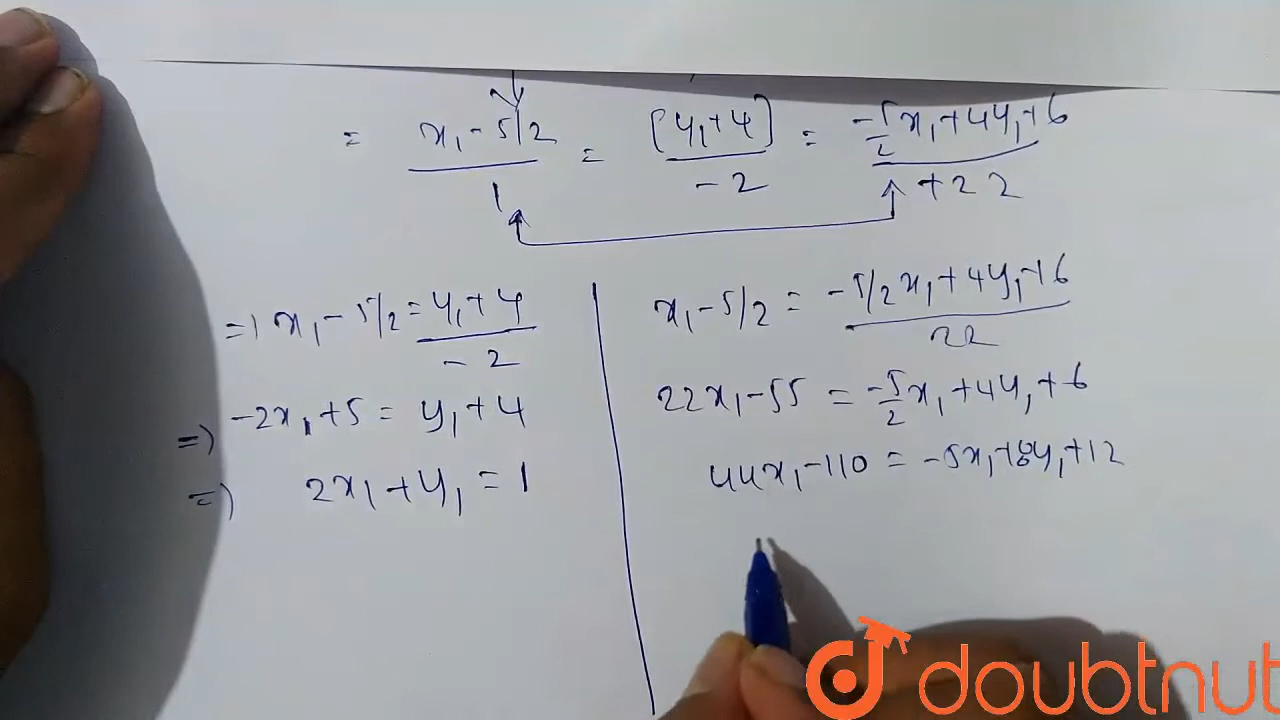 = (x₁ - 5/2)/1 = [y₁+4]/-2 = (-5/2 x₁ + 4y₁ + 6)/+22
=) x₁ - 5/2 = (y₁+4)/-2
=) -2x₁ + 5 = y₁ + 4
=) 2x₁ + y₁ = 1
x₁ - 5/2 = (-5/2 x₁ + 4y₁ + 6)/22
22x₁ - 55 = -5/2 x₁ + 4y₁ + 6
44x₁ - 110 = -5x₁ + 8y₁ + 12
doubtnut